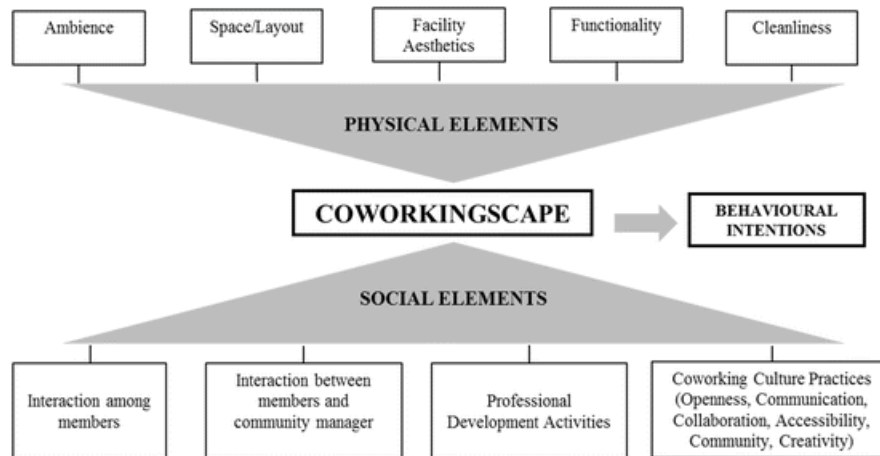 Ambience
Space/Layout
Facility
Aesthetics
Functionality
Cleanliness
PHYSICAL ELEMENTS
COWORKINGSCAPE
BEHAVIOURAL
INTENTIONS
SOCIAL ELEMENTS
Interaction among
members
Interaction between
members and
community manager
Professional
Development Activities
Coworking Culture Practices
(Openness, Communication,
Collaboration, Accessibility,
Community, Creativity)